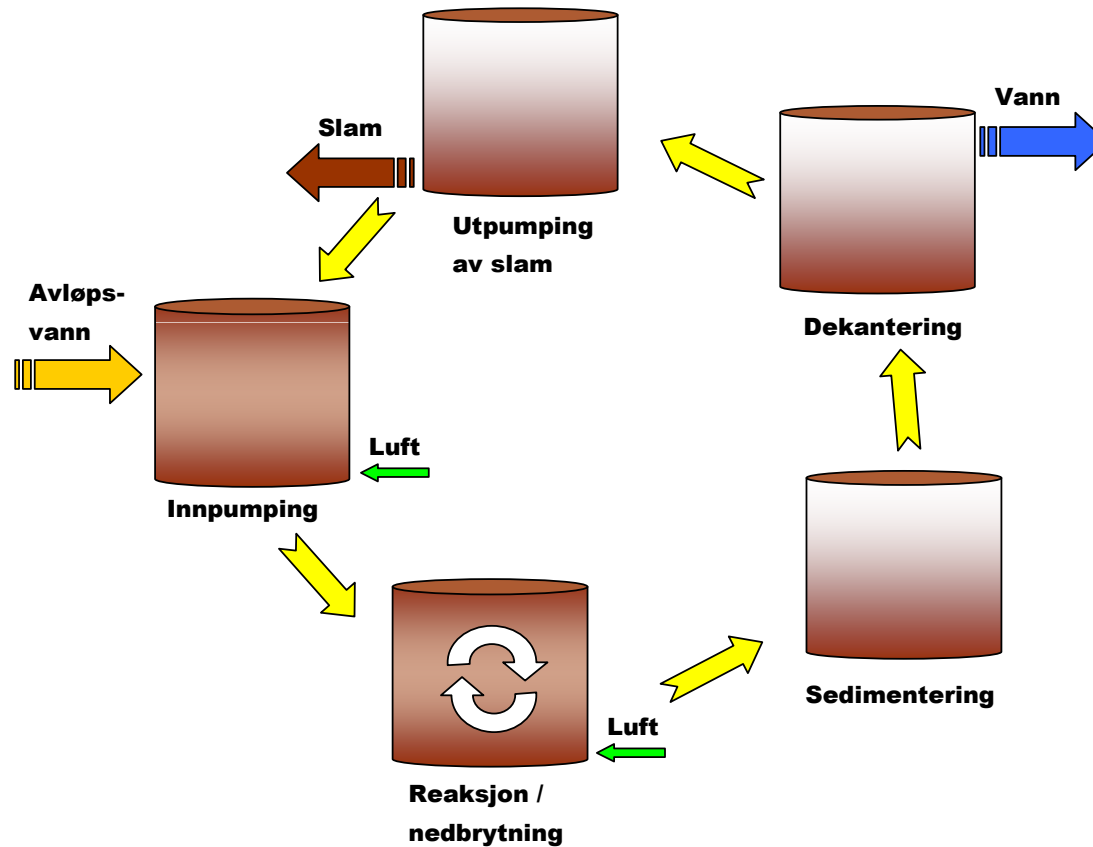 Slam
Vann
Utpumping
av slam
Avløps-
vann
Dekantering
Luft
Innpumping
Sedimentering
Luft
Reaksjon /
nedbrytning